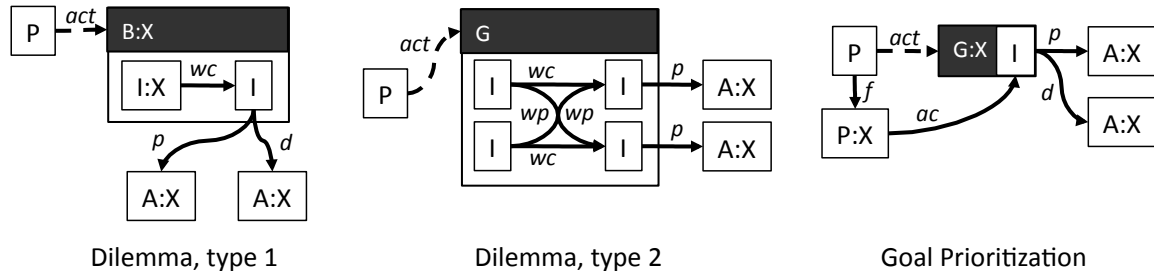 act
P
B:X
I:X
wc
I
p
d
A:X
A:X
Dilemma, type 1
act
P
G
I
wc
I
p
A:X
wp
wp
I
wc
I
p
A:X
Dilemma, type 2
P
act
G:X
I
p
A:X
f
d
P:X
ac
A:X
Goal Prioritization